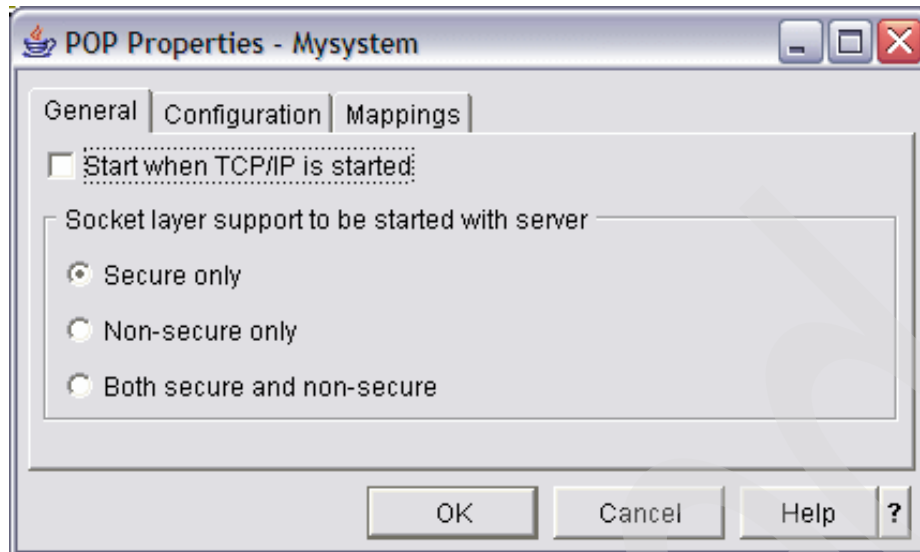 POP Properties - Mysystem
General Configuration Mappings
Start when TCP/IP is started
Socket layer support to be started with server
Secure only
Non-secure only
Both secure and non-secure
OK Cancel Help ?